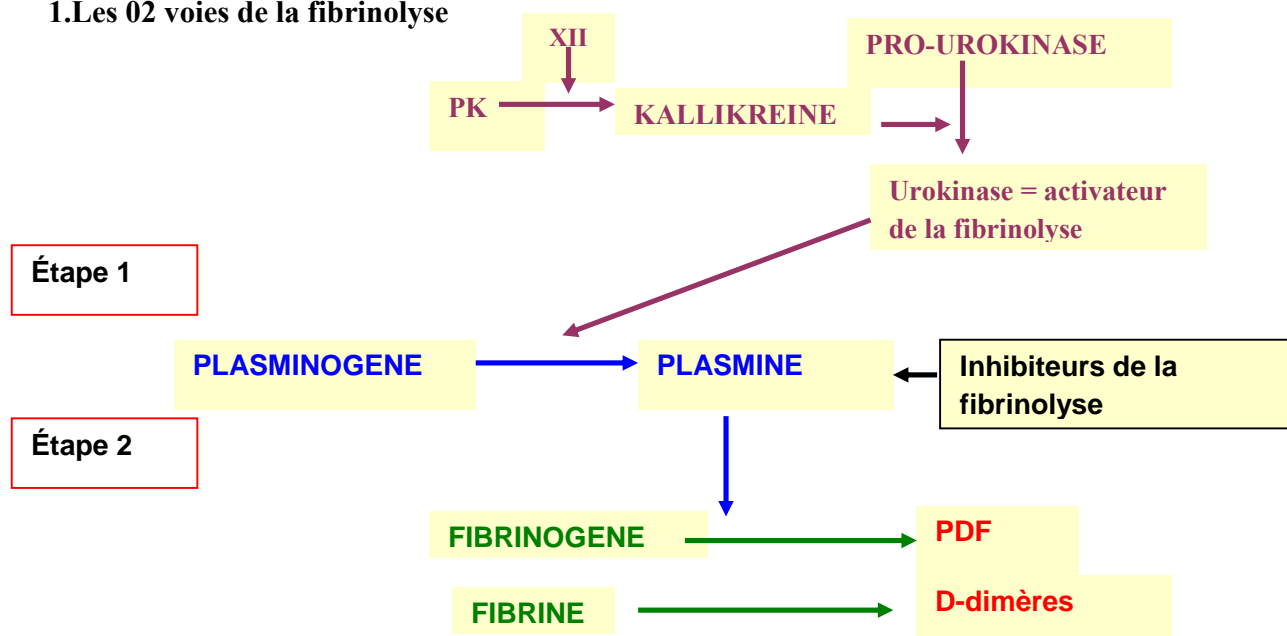 1.Les 02 voies de la fibrinolyse
XII
PRO-UROKINASE
PK
KALLIKREINE
Urokinase = activateur
de la fibrinolyse
Étape 1
PLASMINOGENE
PLASMINE
Inhibiteurs de la
fibrinolyse
Étape 2
FIBRINOGENE
PDF
FIBRINE
D-dimères